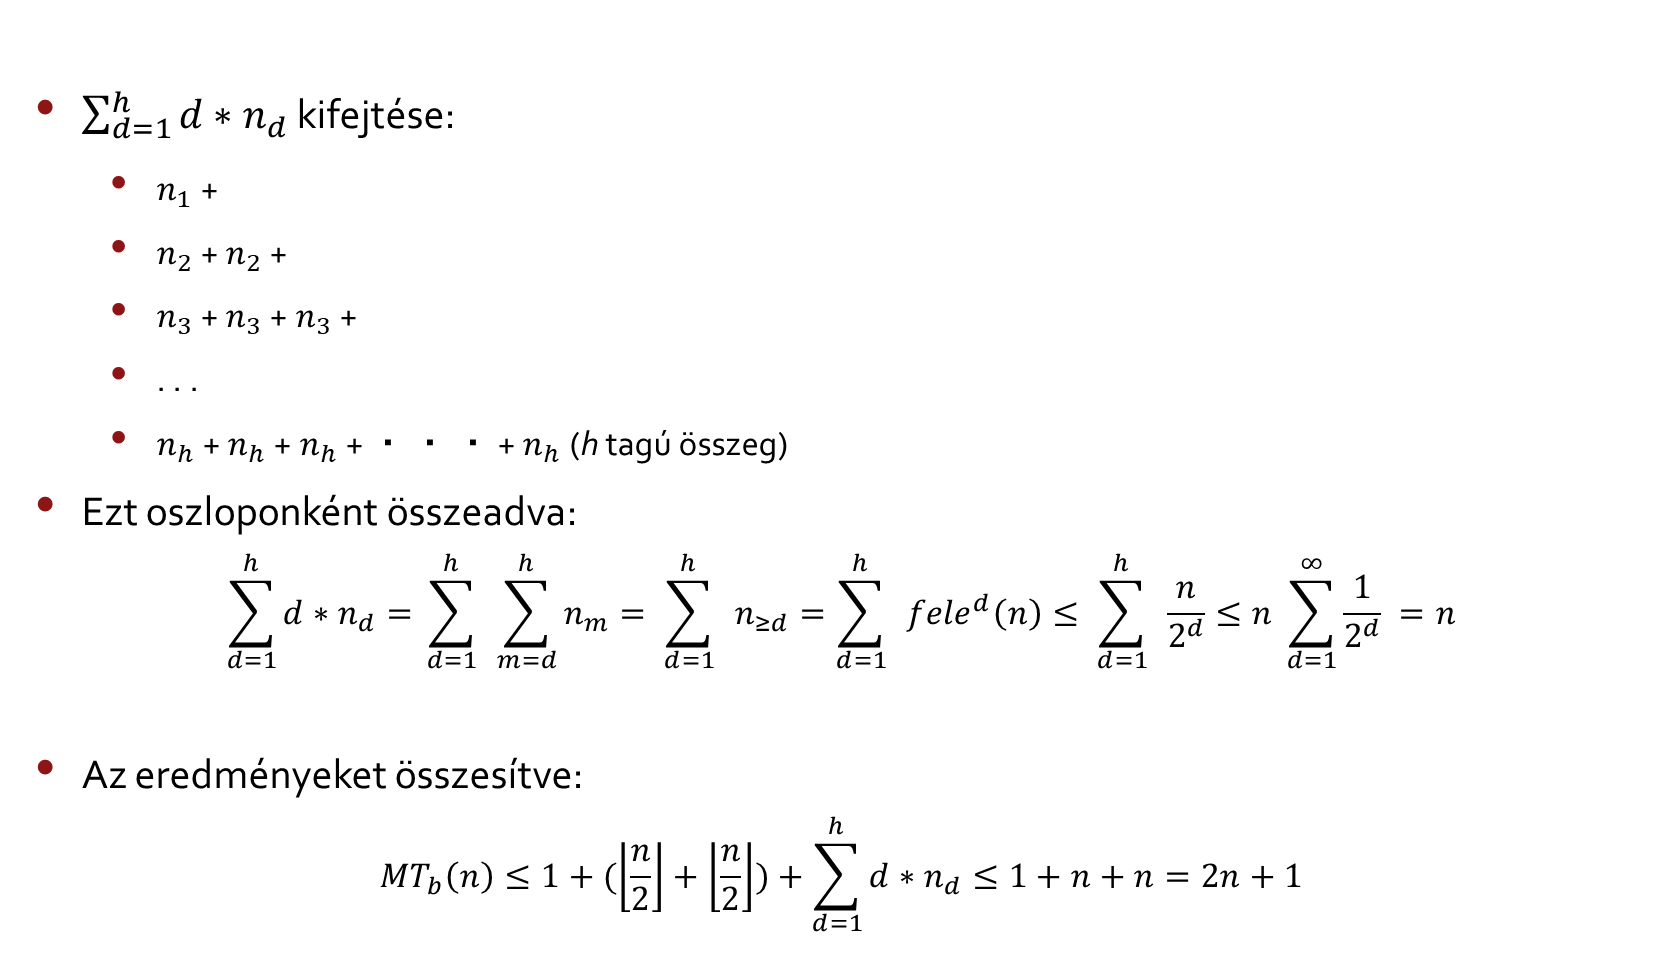 • ∑_{d=1}^{h} d ∗ n_d kifejtése:
• n_1 +
• n_2 + n_2 +
• n_3 + n_3 + n_3 +
• . . .
• n_h + n_h + n_h + ▪ ▪ ▪ + n_h (h tagú összeg)
• Ezt oszloponként összeadva:
∑_{d=1}^{h} d ∗ n_d = ∑_{d=1}^{h} ∑_{m=d}^{h} n_m = ∑_{d=1}^{h} n_{≥d} = ∑_{d=1}^{h} fele^d(n) ≤ ∑_{d=1}^{h} n/2^d ≤ n ∑_{d=1}^{∞} 1/2^d = n
• Az eredményeket összesítve:
MT_b(n) ≤ 1 + (⌊n/2⌋ + ⌊n/2⌋) + ∑_{d=1}^{h} d ∗ n_d ≤ 1 + n + n = 2n + 1